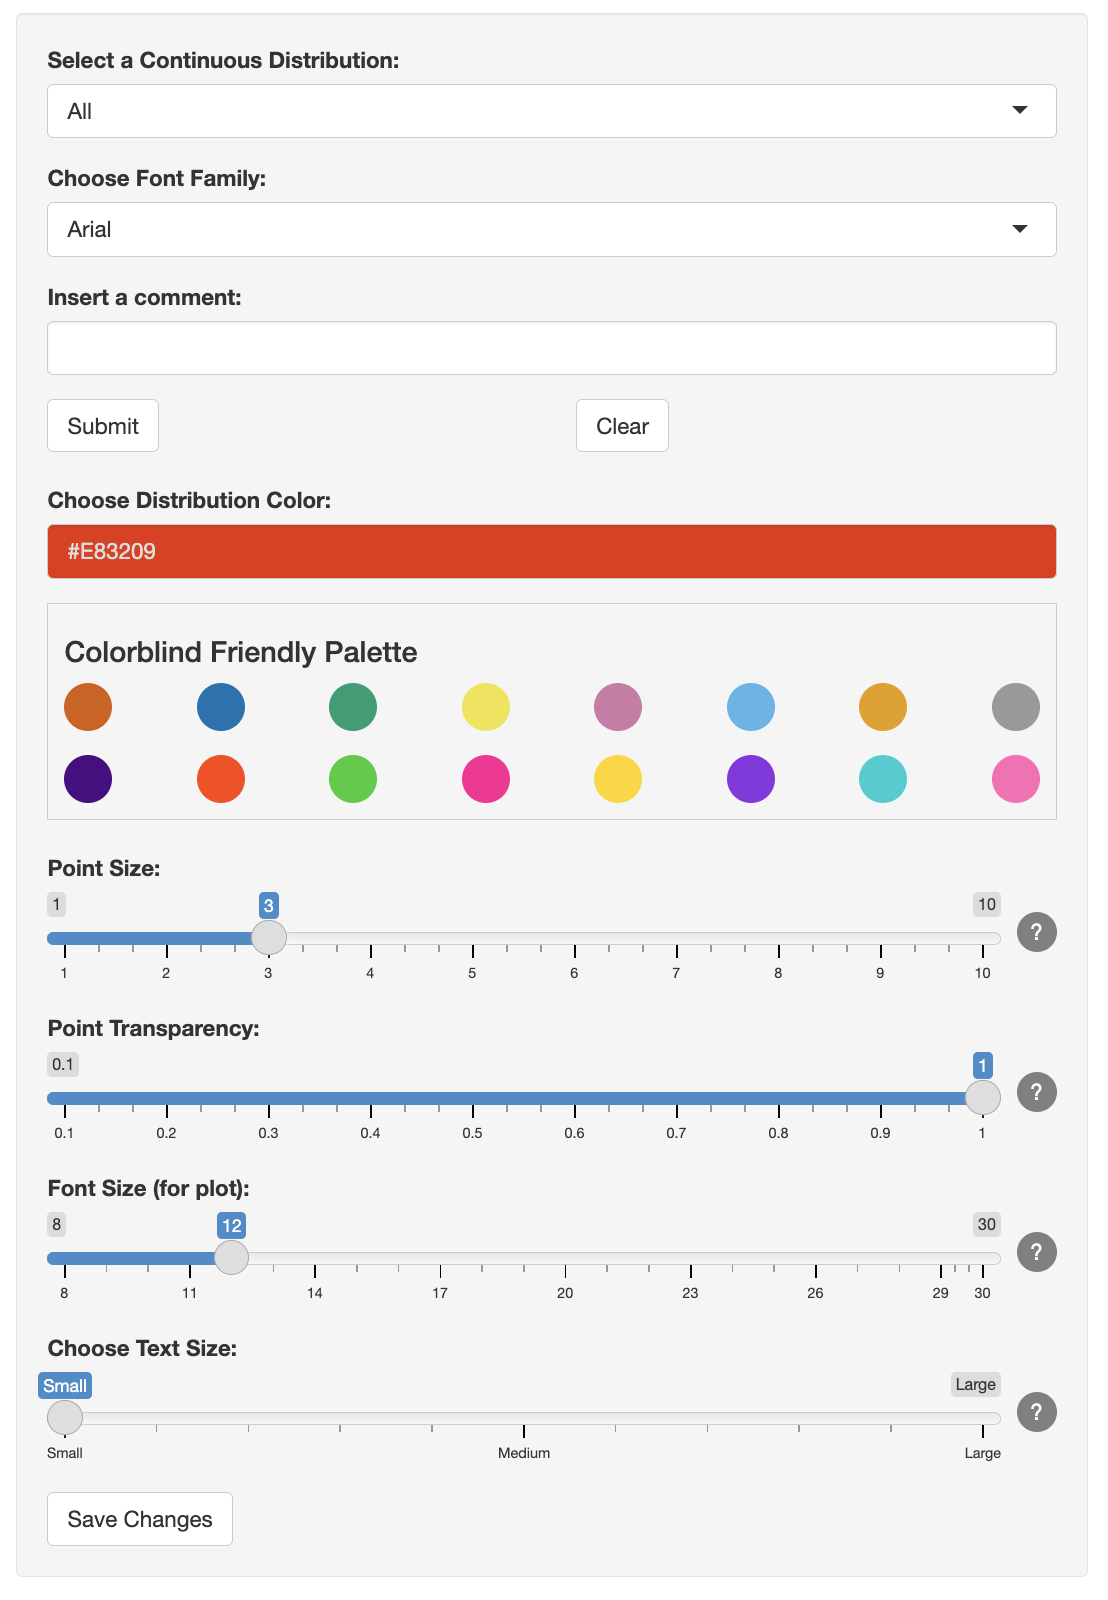 Select a Continuous Distribution:
All
Choose Font Family:
Arial
Insert a comment:
Submit Clear
Choose Distribution Color:
#E83209
Colorblind Friendly Palette
Point Size:
1 3 10
?
1 2 3 4 5 6 7 8 9 10
Point Transparency:
0.1 1
?
0.1 0.2 0.3 0.4 0.5 0.6 0.7 0.8 0.9 1
Font Size (for plot):
8 12 30
?
8 11 14 17 20 23 26 29 30
Choose Text Size:
Small Large
?
Small Medium Large
Save Changes